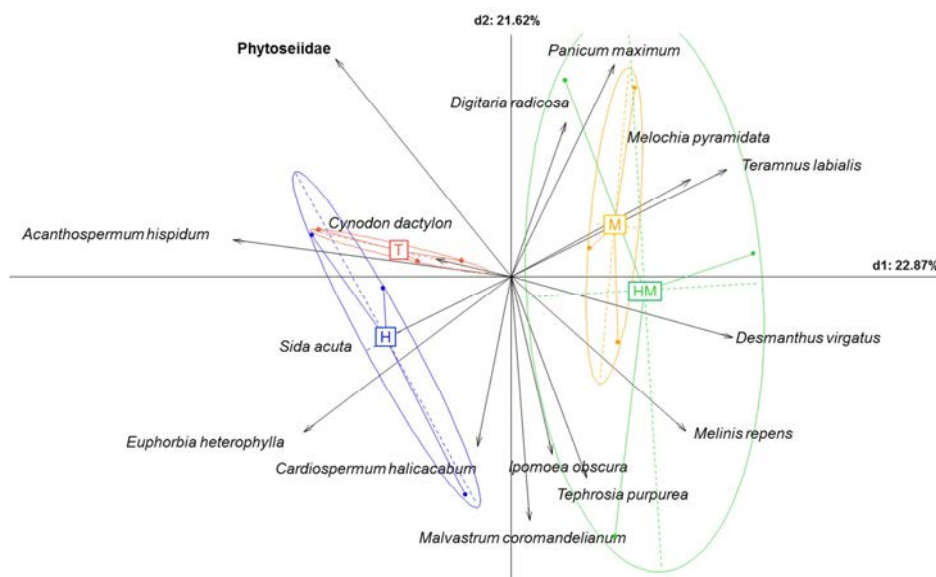 d2: 21.62%
Phytoseiidae
Panicum maximum
Digitaria radicosa
Melochia pyramidata
Teramnus labialis
Cynodon dactylon
Acanthospermum hispidum
M
T
d1: 22.87%
HM
H
Desmanthus virgatus
Sida acuta
Melinis repens
Euphorbia heterophylla
Cardiospermum halicacabum
Ipomoea obscura
Tephrosia purpurea
Malvastrum coromandelianum